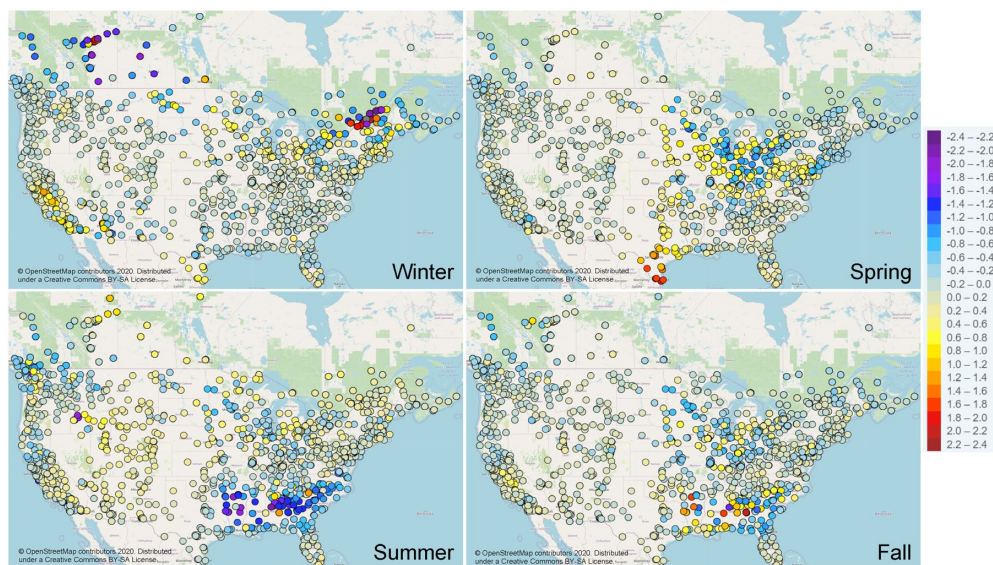 © OpenStreetMap contributors 2020. Distributed
under a Creative Commons BY-SA License.
Winter
© OpenStreetMap contributors 2020. Distributed
under a Creative Commons BY-SA License.
Spring
© OpenStreetMap contributors 2020. Distributed
under a Creative Commons BY-SA License.
Summer
© OpenStreetMap contributors 2020. Distributed
under a Creative Commons BY-SA License.
Fall
-2.4 – -2.2
-2.2 – -2.0
-2.0 – -1.8
-1.8 – -1.6
-1.6 – -1.4
-1.4 – -1.2
-1.2 – -1.0
-1.0 – -0.8
-0.8 – -0.6
-0.6 – -0.4
-0.4 – -0.2
-0.2 – 0.0
0.0 – 0.2
0.2 – 0.4
0.4 – 0.6
0.6 – 0.8
0.8 – 1.0
1.0 – 1.2
1.2 – 1.4
1.4 – 1.6
1.6 – 1.8
1.8 – 2.0
2.0 – 2.2
2.2 – 2.4